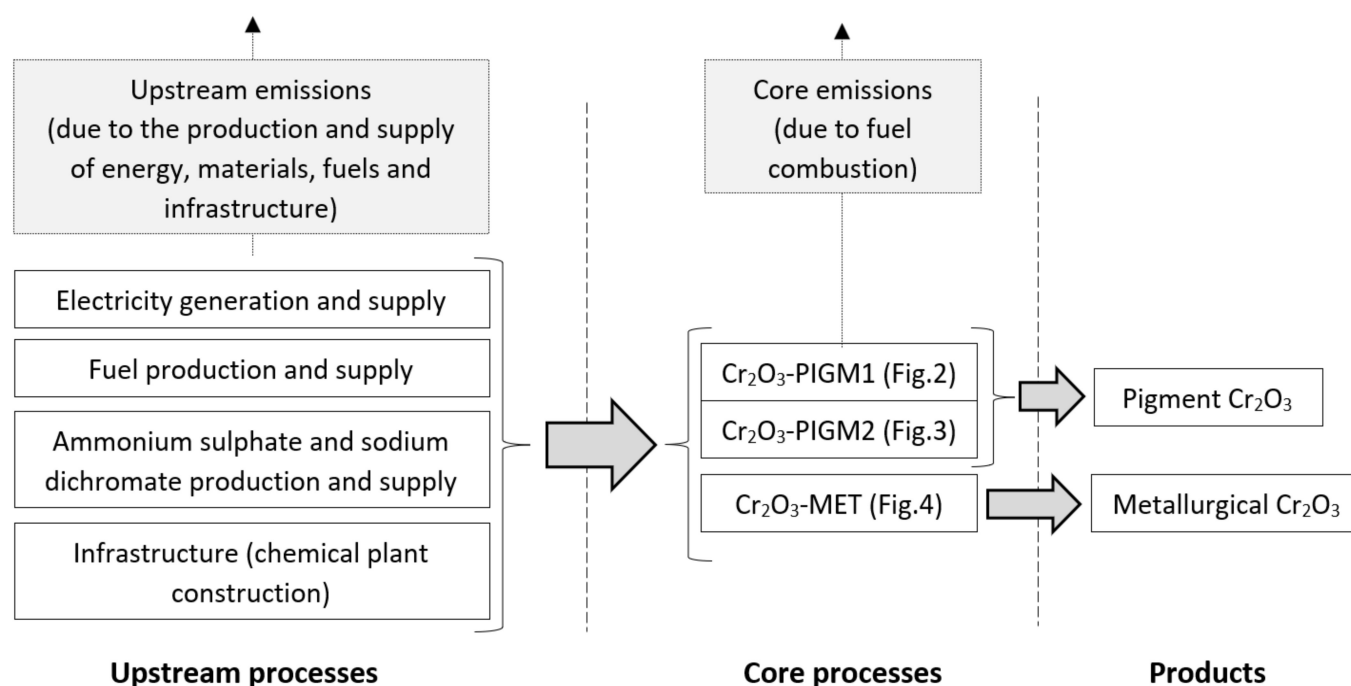 Upstream emissions
(due to the production and supply
of energy, materials, fuels and
infrastructure)
Electricity generation and supply
Fuel production and supply
Ammonium sulphate and sodium
dichromate production and supply
Infrastructure (chemical plant
construction)
Upstream processes
Core emissions
(due to fuel
combustion)
Cr₂O₃-PIGM1 (Fig.2)
Cr₂O₃-PIGM2 (Fig.3)
Cr₂O₃-MET (Fig.4)
Core processes
Pigment Cr₂O₃
Metallurgical Cr₂O₃
Products